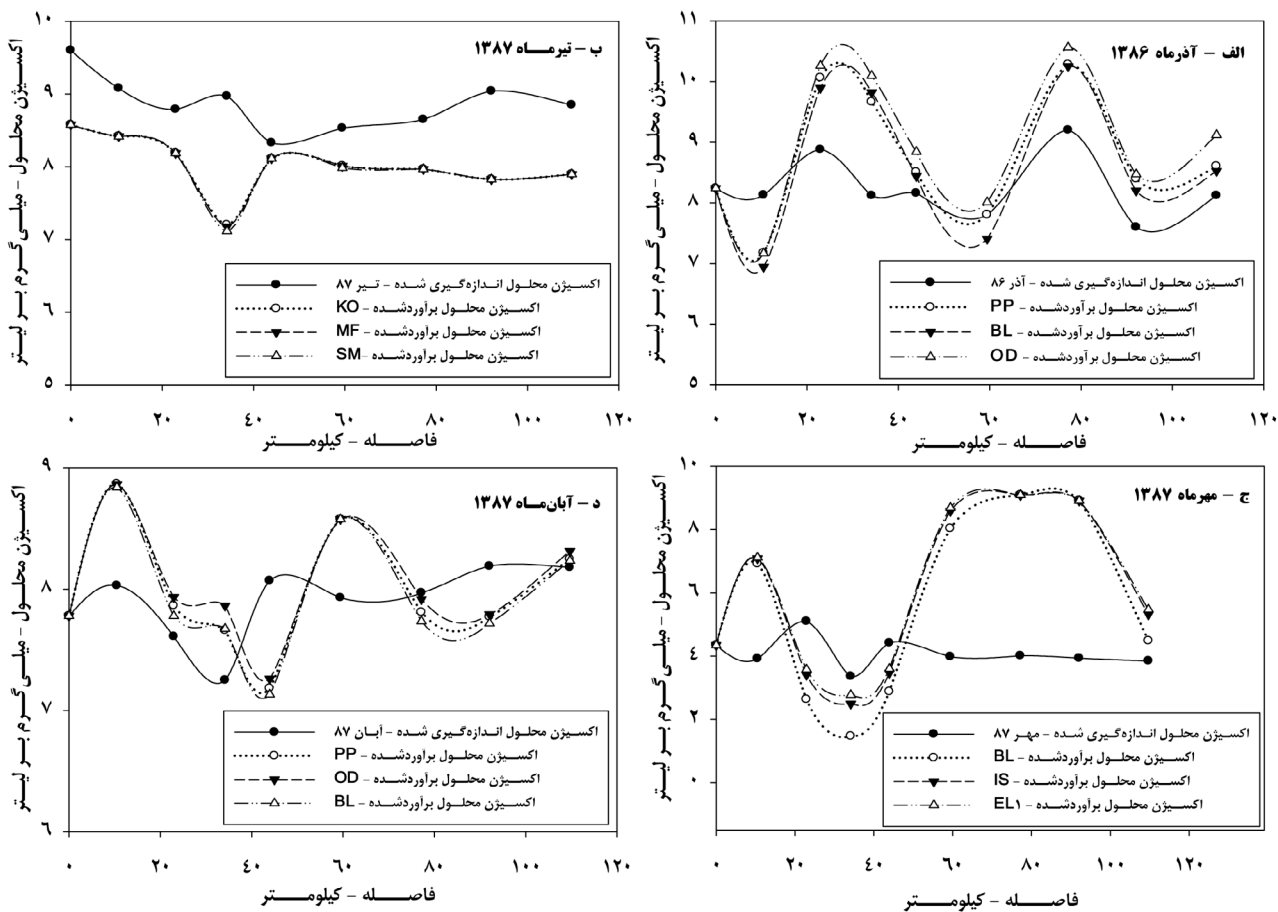 الف - آذرماه ۱۳۸۶
اکسیژن محلول - میلی‌گرم بر لیتر
۱۱
۱۰
۹
۸
۷
۶
۵
اکسیژن محلول اندازه‌گیری شده - آذر ۸۶
اکسیژن محلول برآوردشده - PP
اکسیژن محلول برآوردشده - BL
اکسیژن محلول برآوردشده - OD
۰ ۲۰ ۴۰ ۶۰ ۸۰ ۱۰۰ ۱۲۰
فاصله - کیلومتر
ب - تیرماه ۱۳۸۷
اکسیژن محلول - میلی‌گرم بر لیتر
۱۰
۹
۸
۷
۶
۵
اکسیژن محلول اندازه‌گیری شده - تیر ۸۷
اکسیژن محلول برآوردشده - KO
اکسیژن محلول برآوردشده - MF
اکسیژن محلول برآوردشده - SM
۰ ۲۰ ۴۰ ۶۰ ۸۰ ۱۰۰ ۱۲۰
فاصله - کیلومتر
ج - مهرماه ۱۳۸۷
اکسیژن محلول - میلی‌گرم بر لیتر
۱۰
۸
۶
۴
۲
۰
اکسیژن محلول اندازه‌گیری شده - مهر ۸۷
اکسیژن محلول برآوردشده - BL
اکسیژن محلول برآوردشده - IS
اکسیژن محلول برآوردشده - EL۱
۰ ۲۰ ۴۰ ۶۰ ۸۰ ۱۰۰ ۱۲۰
فاصله - کیلومتر
د - آبان‌ماه ۱۳۸۷
اکسیژن محلول - میلی‌گرم بر لیتر
۹
۸
۷
۶
اکسیژن محلول اندازه‌گیری شده - آبان ۸۷
اکسیژن محلول برآوردشده - PP
اکسیژن محلول برآوردشده - OD
اکسیژن محلول برآوردشده - BL
۰ ۲۰ ۴۰ ۶۰ ۸۰ ۱۰۰ ۱۲۰
فاصله - کیلومتر